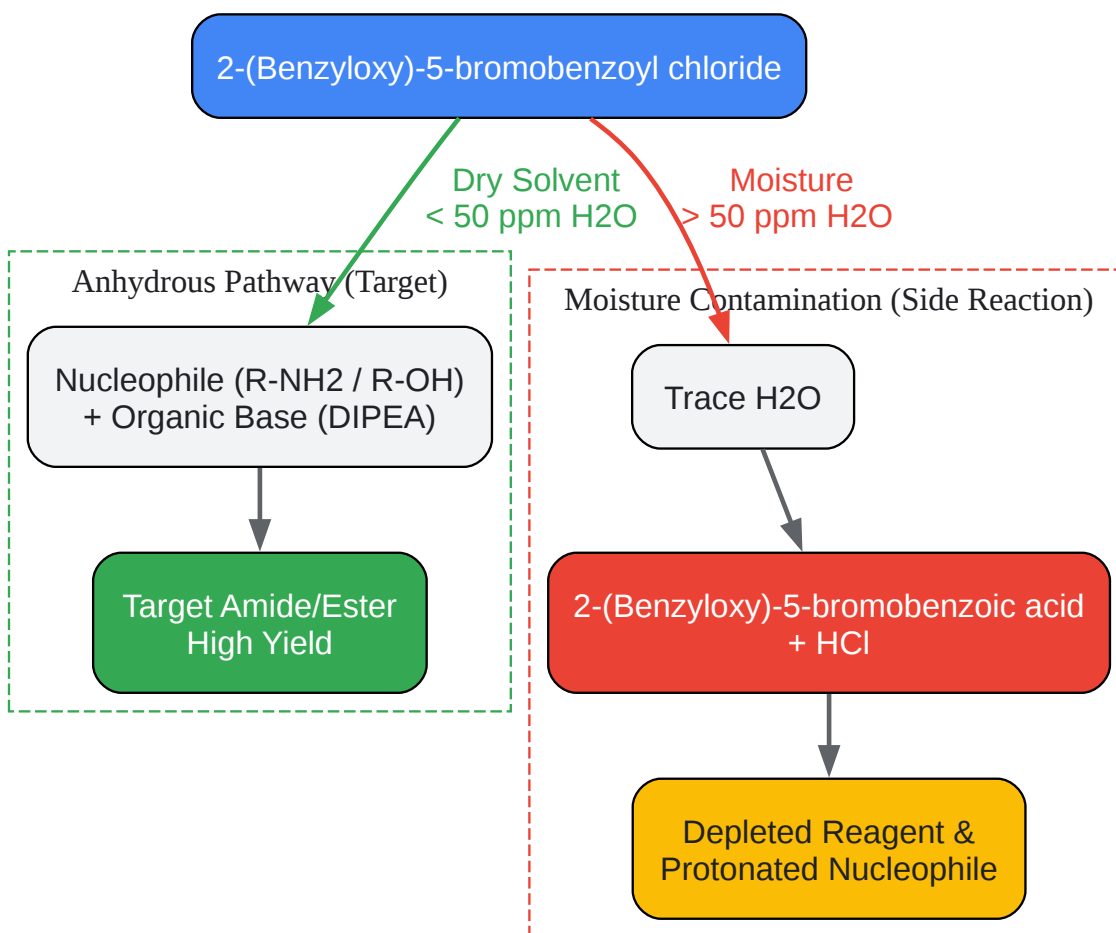 2-(Benzyloxy)-5-bromobenzoyl chloride
Dry Solvent
< 50 ppm H2O
Moisture
> 50 ppm H2O
Anhydrous Pathway (Target)
Nucleophile (R-NH2 / R-OH)
+ Organic Base (DIPEA)
Target Amide/Ester
High Yield
Moisture Contamination (Side Reaction)
Trace H2O
2-(Benzyloxy)-5-bromobenzoic acid
+ HCl
Depleted Reagent &
Protonated Nucleophile